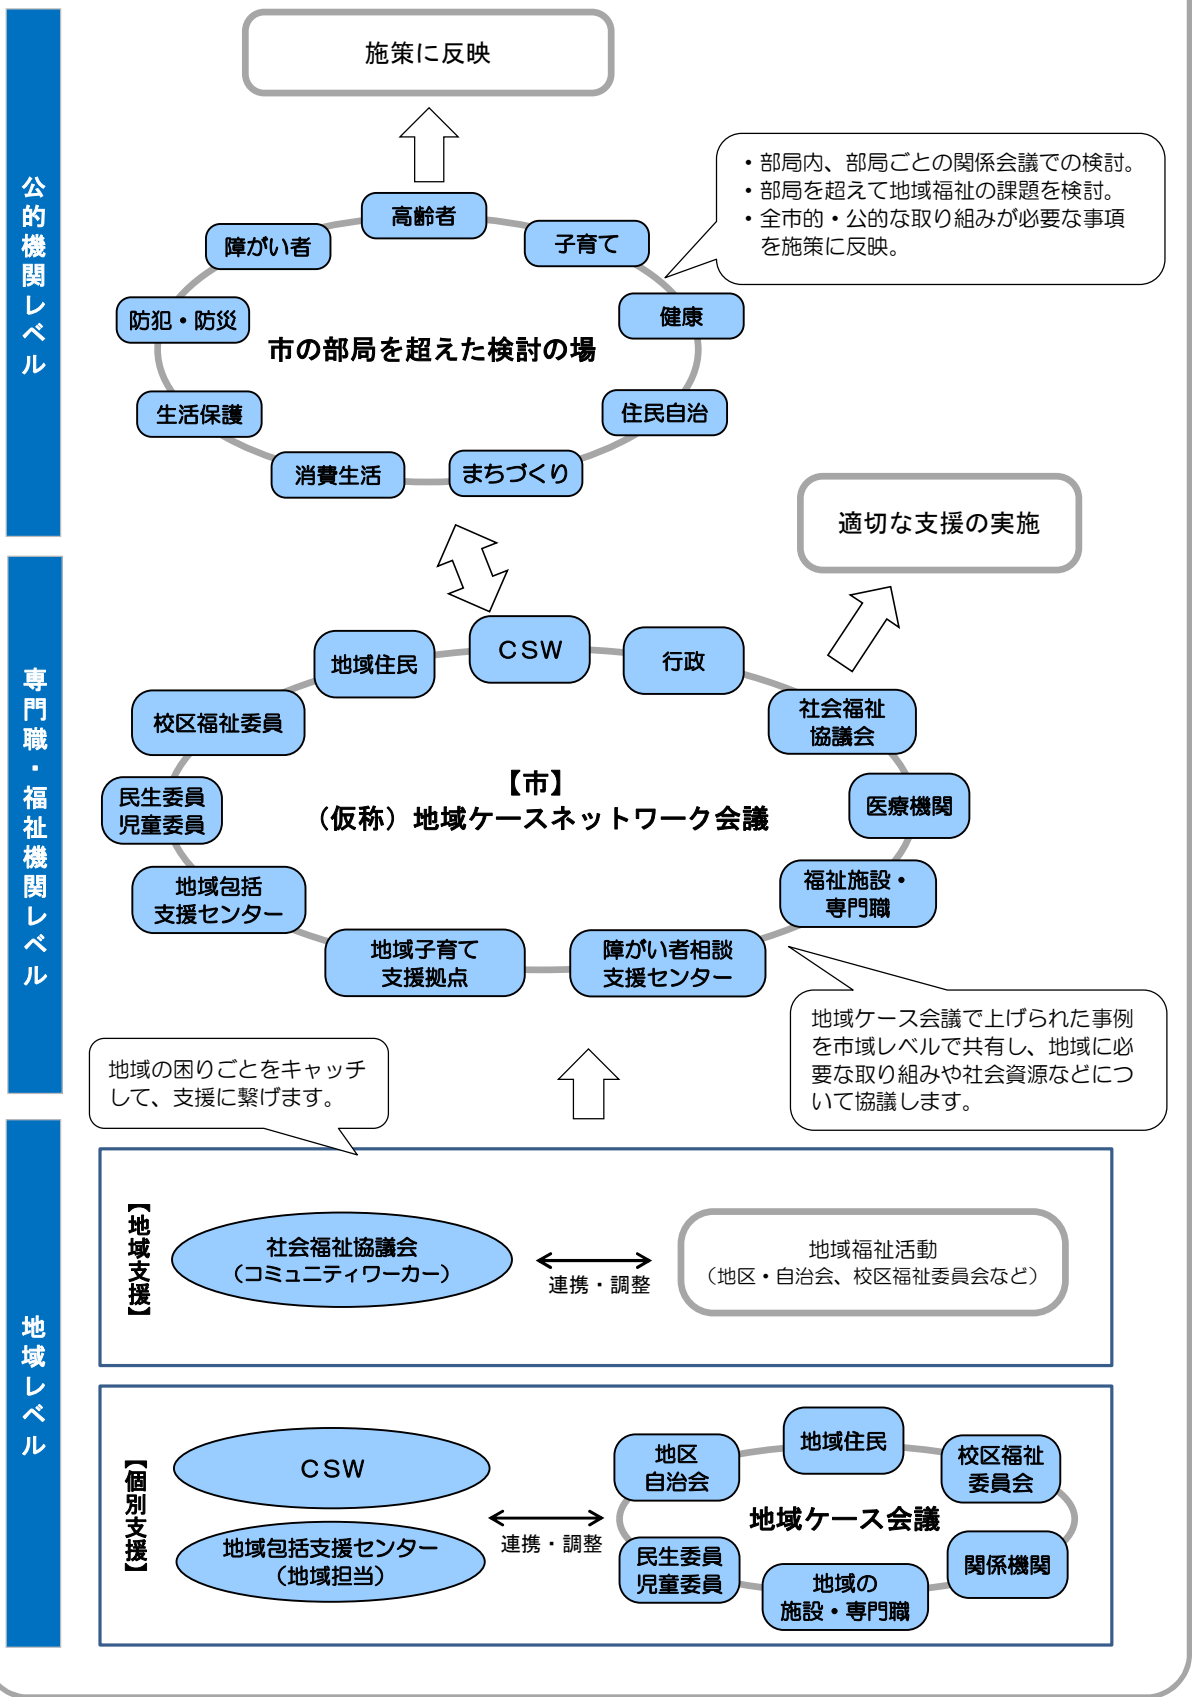 公的機関レベル
施策に反映
・部局内、部局ごとの関係会議での検討。
・部局を超えて地域福祉の課題を検討。
・全市的・公的な取り組みが必要な事項
を施策に反映。
高齢者
障がい者
子育て
防犯・防災
健康
市の部局を超えた検討の場
生活保護
住民自治
消費生活
まちづくり
専門職・福祉機関レベル
適切な支援の実施
CSW
地域住民
行政
校区福祉委員
社会福祉
協議会
【市】
（仮称）地域ケースネットワーク会議
民生委員
児童委員
医療機関
地域包括
支援センター
福祉施設・
専門職
地域子育て
支援拠点
障がい者相談
支援センター
地域ケース会議で上げられた事例
を市域レベルで共有し、地域に必
要な取り組みや社会資源などにつ
いて協議します。
地域の困りごとをキャッチ
して、支援に繋げます。
地域レベル
【地域支援】
社会福祉協議会
（コミュニティワーカー）
連携・調整
地域福祉活動
（地区・自治会、校区福祉委員会など）
【個別支援】
CSW
地域包括支援センター
（地域担当）
連携・調整
地区
自治会
地域住民
校区福祉
委員会
地域ケース会議
民生委員
児童委員
地域の
施設・専門職
関係機関